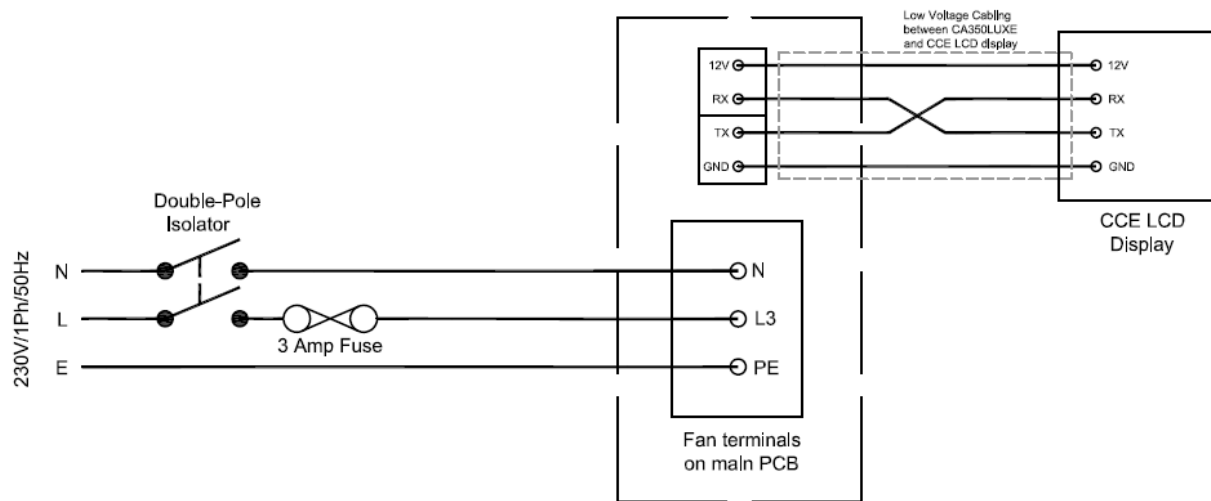 Low Voltage Cabling
between CA350LUXE
and CCE LCD display
12V
RX
TX
GND
12V
RX
TX
GND
CCE LCD
Display
Double-Pole
Isolator
230V/1Ph/50Hz
N
L
E
3 Amp Fuse
N
L3
PE
Fan terminals
on main PCB